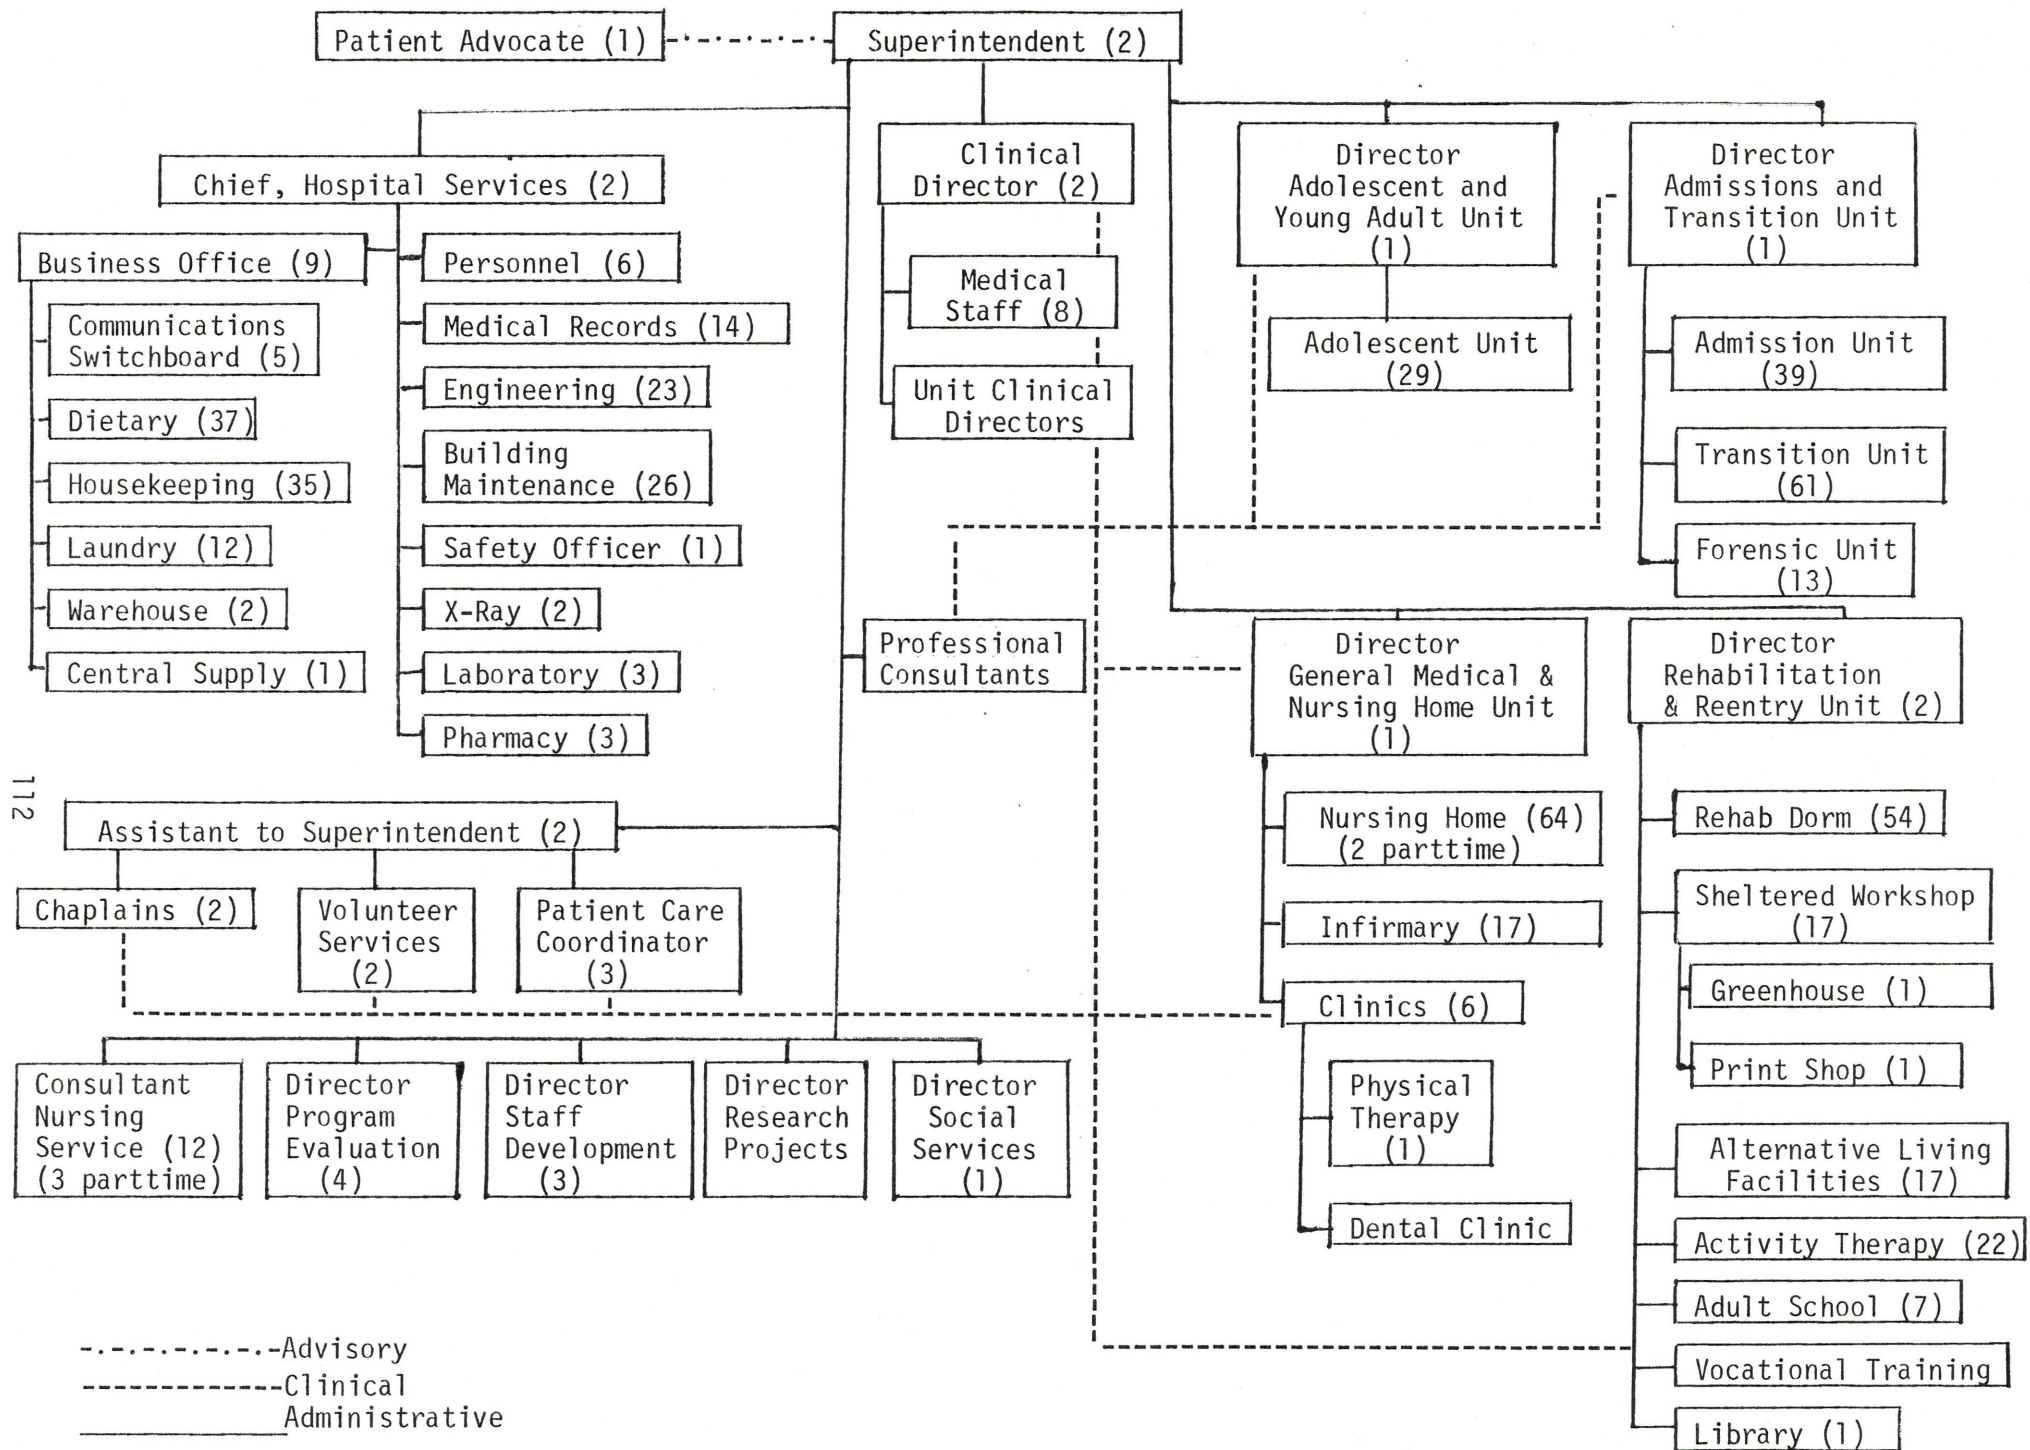 Patient Advocate (1)
Superintendent (2)
Chief, Hospital Services (2)
Business Office (9)
Communications
Switchboard (5)
Dietary (37)
Housekeeping (35)
Laundry (12)
Warehouse (2)
Central Supply (1)
Personnel (6)
Medical Records (14)
Engineering (23)
Building
Maintenance (26)
Safety Officer (1)
X-Ray (2)
Laboratory (3)
Pharmacy (3)
Clinical
Director (2)
Medical
Staff (8)
Unit Clinical
Directors
Professional
Consultants
Director
Adolescent and
Young Adult Unit
(1)
Adolescent Unit
(29)
Director
Admissions and
Transition Unit
(1)
Admission Unit
(39)
Transition Unit
(61)
Forensic Unit
(13)
Director
General Medical &
Nursing Home Unit
(1)
Nursing Home (64)
(2 parttime)
Infirmary (17)
Clinics (6)
Physical
Therapy
(1)
Dental Clinic
Director
Rehabilitation
& Reentry Unit (2)
Rehab Dorm (54)
Sheltered Workshop
(17)
Greenhouse (1)
Print Shop (1)
Alternative Living
Facilities (17)
Activity Therapy (22)
Adult School (7)
Vocational Training
Library (1)
Assistant to Superintendent (2)
Chaplains (2)
Volunteer
Services
(2)
Patient Care
Coordinator
(3)
Consultant
Nursing
Service (12)
(3 parttime)
Director
Program
Evaluation
(4)
Director
Staff
Development
(3)
Director
Research
Projects
Director
Social
Services
(1)
Advisory
Clinical
Administrative
112